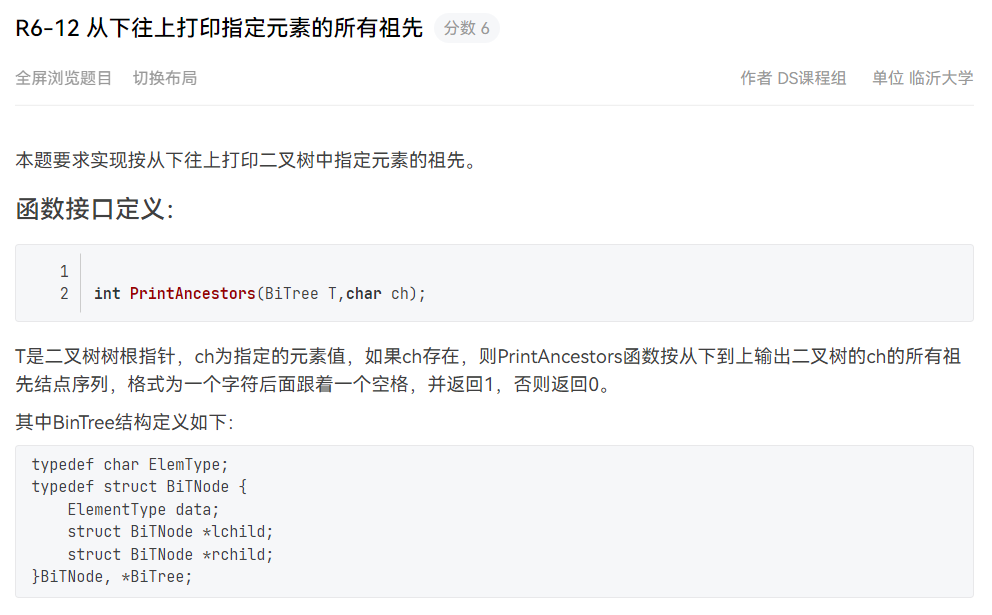 R6-12 从下往上打印指定元素的所有祖先 分数 6
全屏浏览题目 切换布局 作者 DS课程组 单位 临沂大学
本题要求实现按从下往上打印二叉树中指定元素的祖先。
函数接口定义：
1
2 int PrintAncestors(BiTree T,char ch);
T是二叉树树根指针，ch为指定的元素值，如果ch存在，则PrintAncestors函数按从下到上输出二叉树的ch的所有祖
先结点序列，格式为一个字符后面跟着一个空格，并返回1，否则返回0。
其中BinTree结构定义如下：
typedef char ElemType;
typedef struct BiTNode {
    ElementType data;
    struct BiTNode *lchild;
    struct BiTNode *rchild;
}BiTNode, *BiTree;